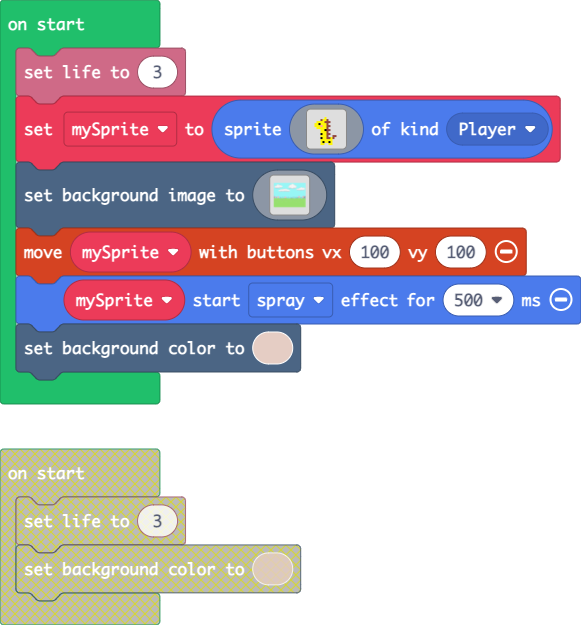 on start
set life to 3
set mySprite to sprite of kind Player
set background image to
move mySprite with buttons vx 100 vy 100
mySprite start spray effect for 500 ms
set background color to
on start
set life to 3
set background color to